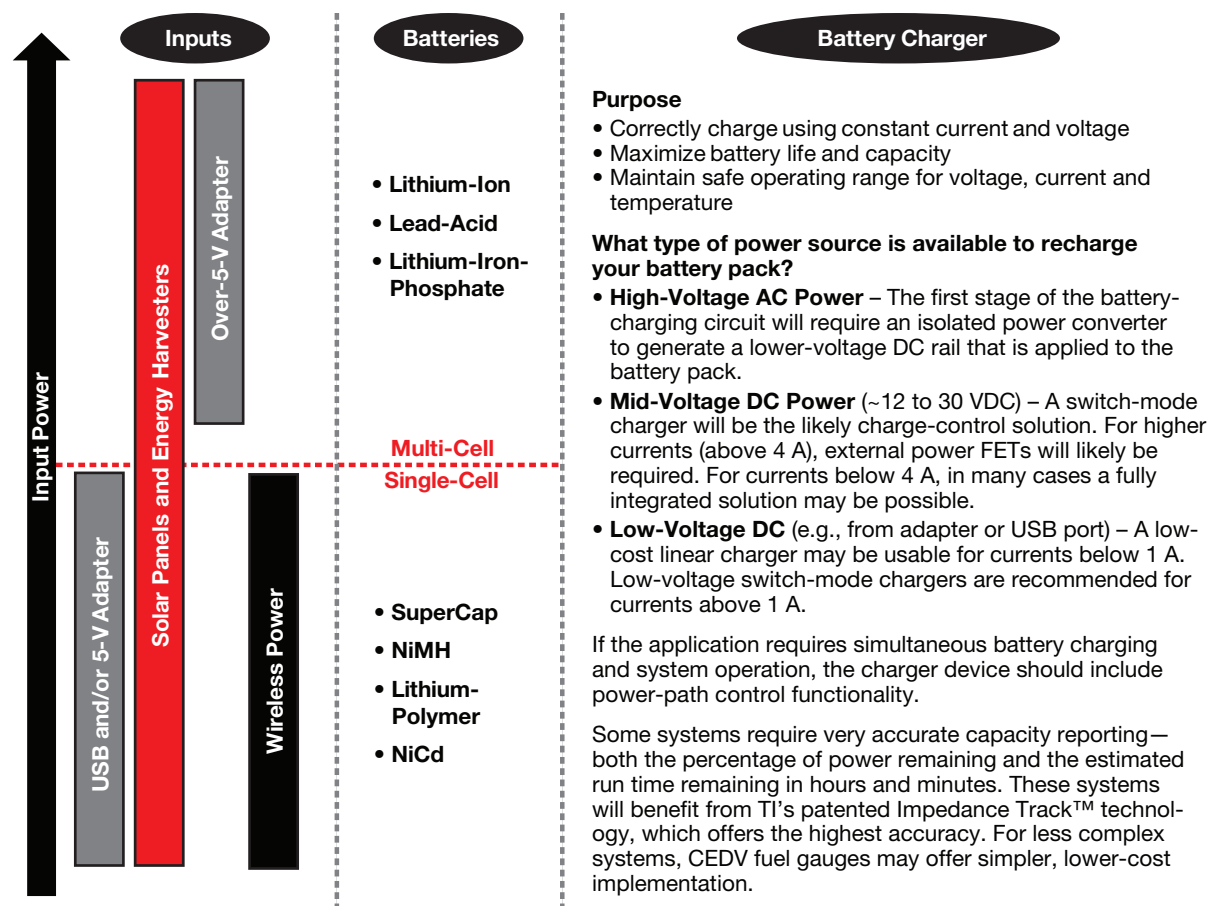 Inputs
Batteries
Battery Charger
Input Power
USB and/or 5-V Adapter
Solar Panels and Energy Harvesters
Over-5-V Adapter
Wireless Power
• Lithium-Ion
• Lead-Acid
• Lithium-Iron-
Phosphate
Multi-Cell
Single-Cell
• SuperCap
• NiMH
• Lithium-
Polymer
• NiCd
Purpose
• Correctly charge using constant current and voltage
• Maximize battery life and capacity
• Maintain safe operating range for voltage, current and
temperature
What type of power source is available to recharge
your battery pack?
• High-Voltage AC Power – The first stage of the battery-
charging circuit will require an isolated power converter
to generate a lower-voltage DC rail that is applied to the
battery pack.
• Mid-Voltage DC Power (~12 to 30 VDC) – A switch-mode
charger will be the likely charge-control solution. For higher
currents (above 4 A), external power FETs will likely be
required. For currents below 4 A, in many cases a fully
integrated solution may be possible.
• Low-Voltage DC (e.g., from adapter or USB port) – A low-
cost linear charger may be usable for currents below 1 A.
Low-voltage switch-mode chargers are recommended for
currents above 1 A.
If the application requires simultaneous battery charging
and system operation, the charger device should include
power-path control functionality.
Some systems require very accurate capacity reporting—
both the percentage of power remaining and the estimated
run time remaining in hours and minutes. These systems
will benefit from TI's patented Impedance Track™ technol-
ogy, which offers the highest accuracy. For less complex
systems, CEDV fuel gauges may offer simpler, lower-cost
implementation.